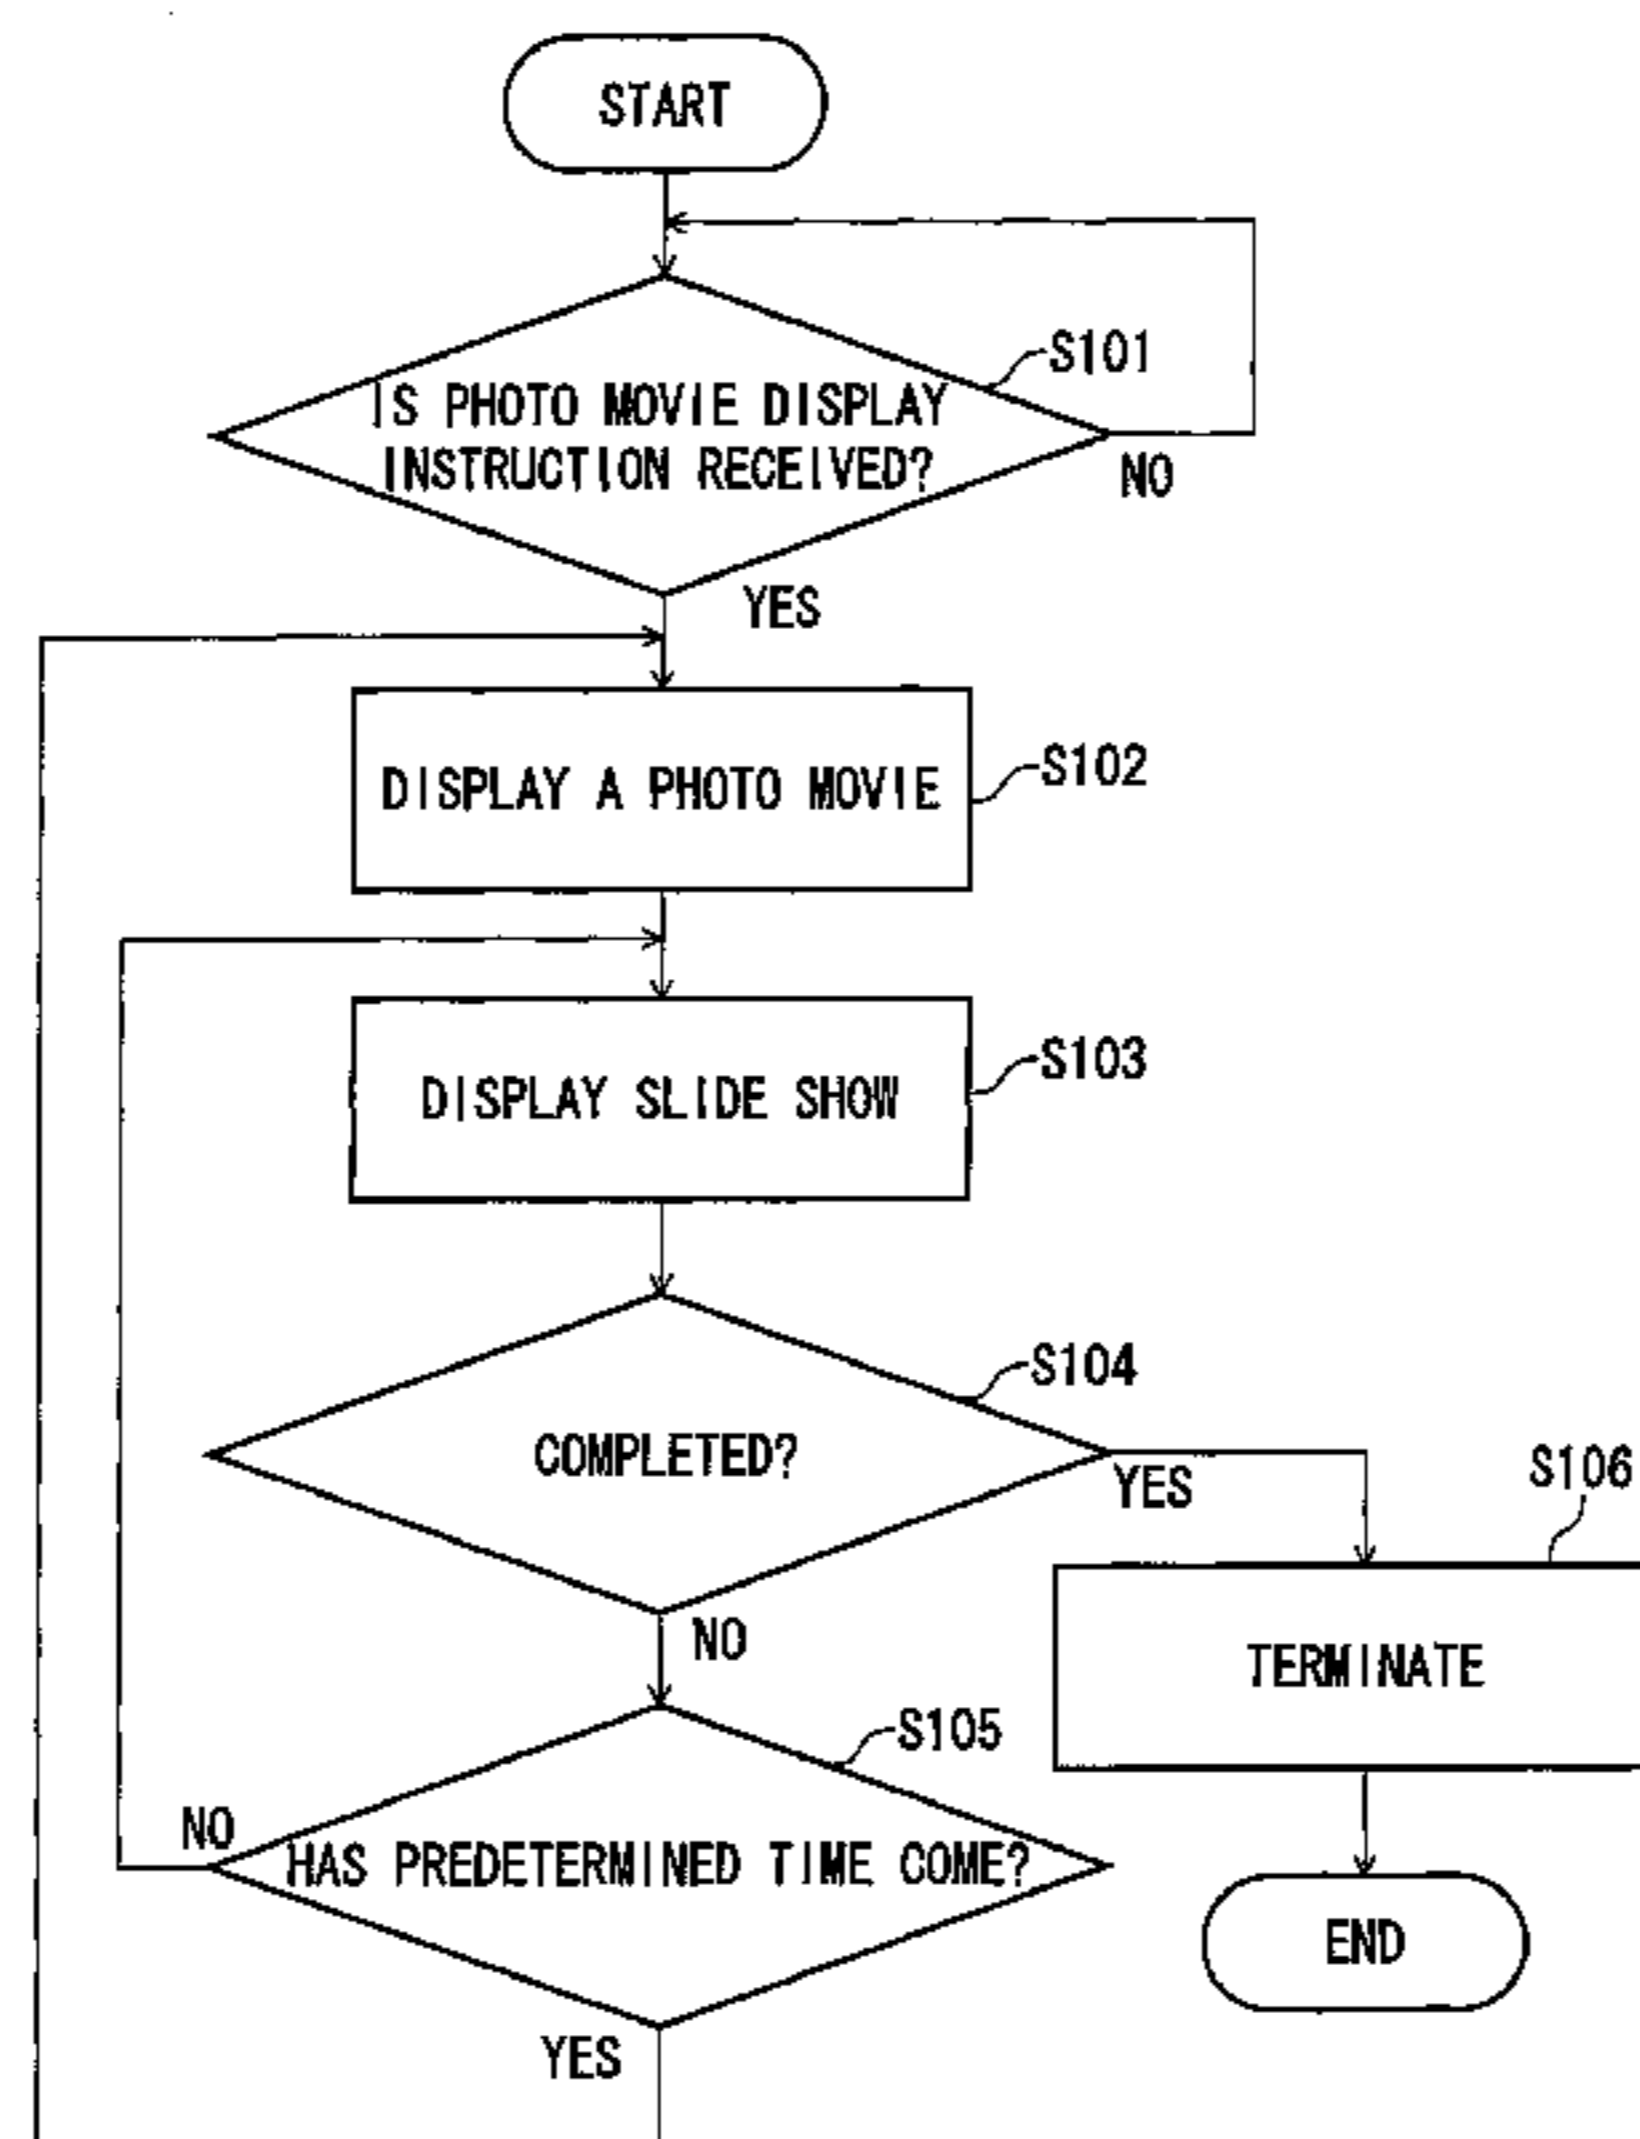 START
S101
IS PHOTO MOVIE DISPLAY
INSTRUCTION RECEIVED?
NO
YES
DISPLAY A PHOTO MOVIE
S102
DISPLAY SLIDE SHOW
S103
S104
COMPLETED?
YES
S106
NO
TERMINATE
S105
NO
HAS PREDETERMINED TIME COME?
END
YES